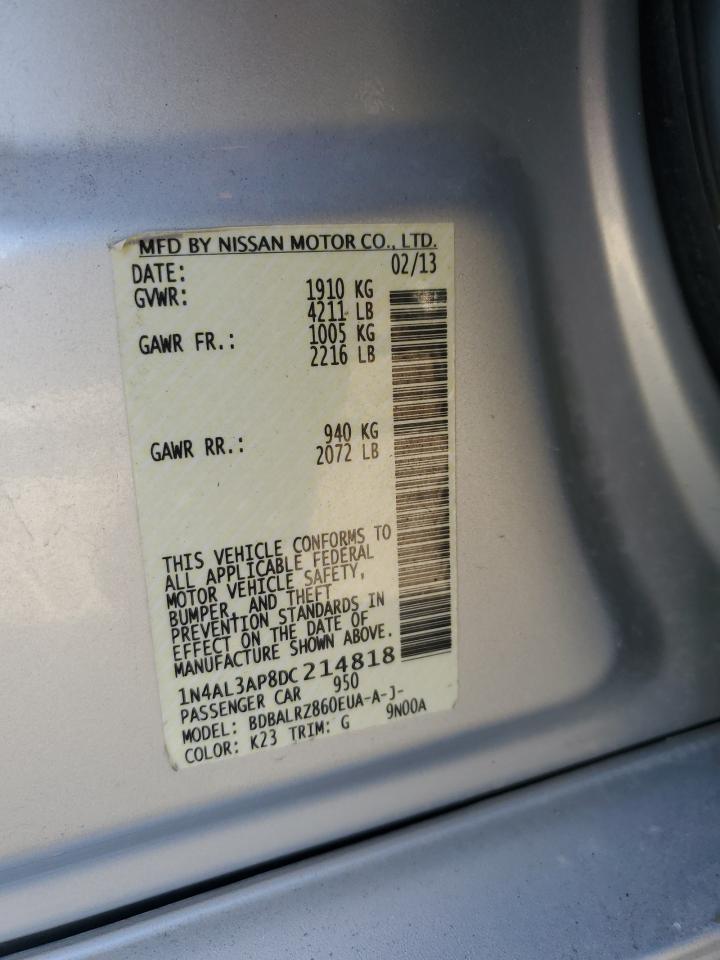 MFD BY NISSAN MOTOR CO., LTD.
DATE: 02/13
GVWR: 1910 KG
4211 LB
GAWR FR.: 1005 KG
2216 LB
GAWR RR.: 940 KG
2072 LB
THIS VEHICLE CONFORMS TO
ALL APPLICABLE FEDERAL
MOTOR VEHICLE SAFETY,
BUMPER, AND THEFT
PREVENTION STANDARDS IN
EFFECT ON THE DATE OF
MANUFACTURE SHOWN ABOVE.
1N4AL3AP8DC214818
PASSENGER CAR 950
MODEL: BDBALRZ860EUA-A-J-
COLOR: K23 TRIM: G 9N00A